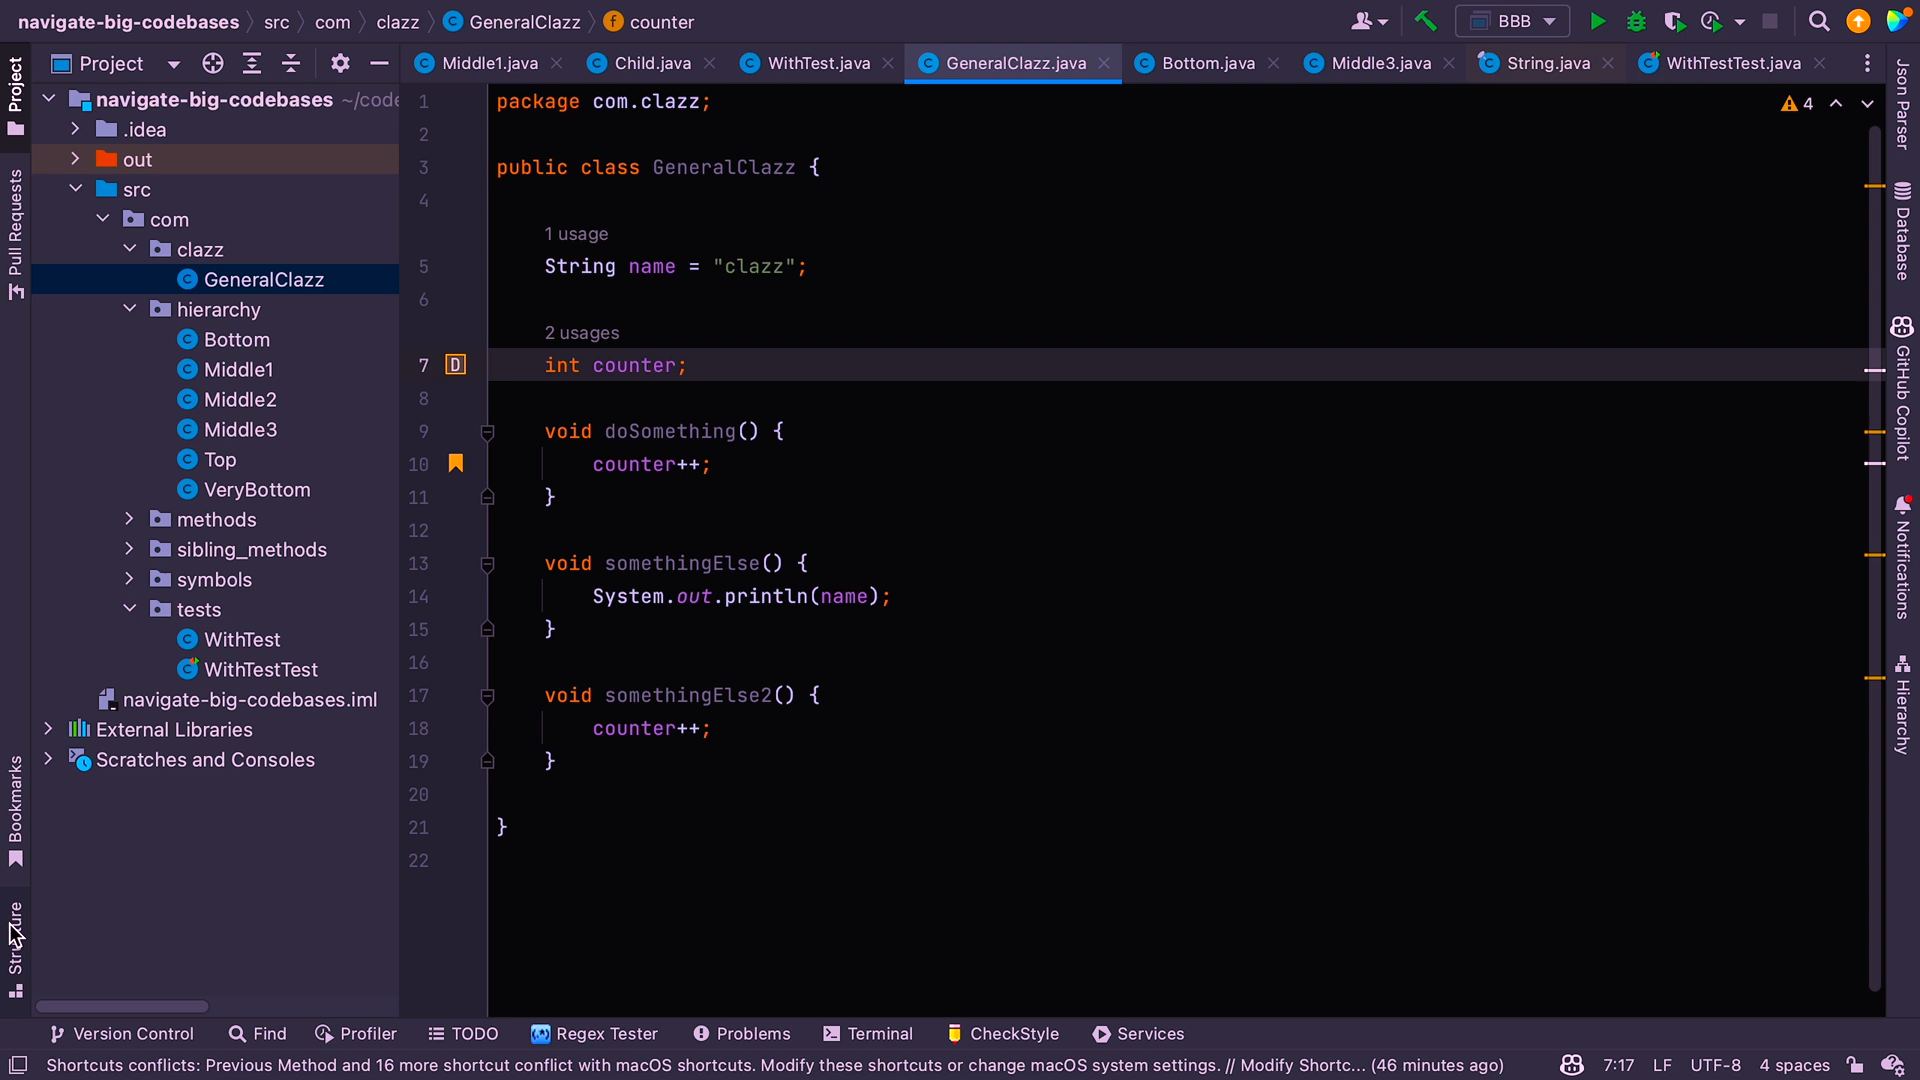 navigate-big-codebases src com clazz GeneralClazz counter
BBB
Project
Middle1.java Child.java WithTest.java GeneralClazz.java Bottom.java Middle3.java String.java WithTestTest.java
Project
Pull Requests
Bookmarks
Structure
navigate-big-codebases ~/code
.idea
out
src
com
clazz
GeneralClazz
hierarchy
Bottom
Middle1
Middle2
Middle3
Top
VeryBottom
methods
sibling_methods
symbols
tests
WithTest
WithTestTest
navigate-big-codebases.iml
External Libraries
Scratches and Consoles
4
1 package com.clazz;
2
3 public class GeneralClazz {
4
1 usage
5 String name = "clazz";
6
2 usages
7 D int counter;
8
9 void doSomething() {
10 counter++;
11 }
12
13 void somethingElse() {
14 System.out.println(name);
15 }
16
17 void somethingElse2() {
18 counter++;
19 }
20
21 }
22
Json Parser
Database
GitHub Copilot
Notifications
Hierarchy
Version Control Find Profiler TODO Regex Tester Problems Terminal CheckStyle Services
Shortcuts conflicts: Previous Method and 16 more shortcut conflict with macOS shortcuts. Modify these shortcuts or change macOS system settings. // Modify Shortc... (46 minutes ago) 7:17 LF UTF-8 4 spaces